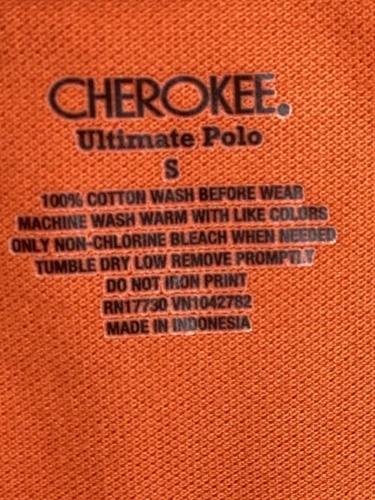 CHEROKEE.
Ultimate Polo
S
100% COTTON WASH BEFORE WEAR
MACHINE WASH WARM WITH LIKE COLORS
ONLY NON-CHLORINE BLEACH WHEN NEEDED
TUMBLE DRY LOW REMOVE PROMPTLY
DO NOT IRON PRINT
RN17730 VN1042782
MADE IN INDONESIA